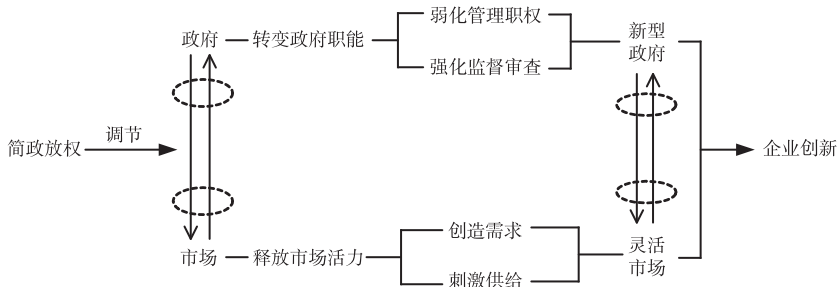 政府
转变政府职能
弱化管理职权
强化监督审查
新型
政府
简政放权
调节
企业创新
市场
释放市场活力
创造需求
刺激供给
灵活
市场